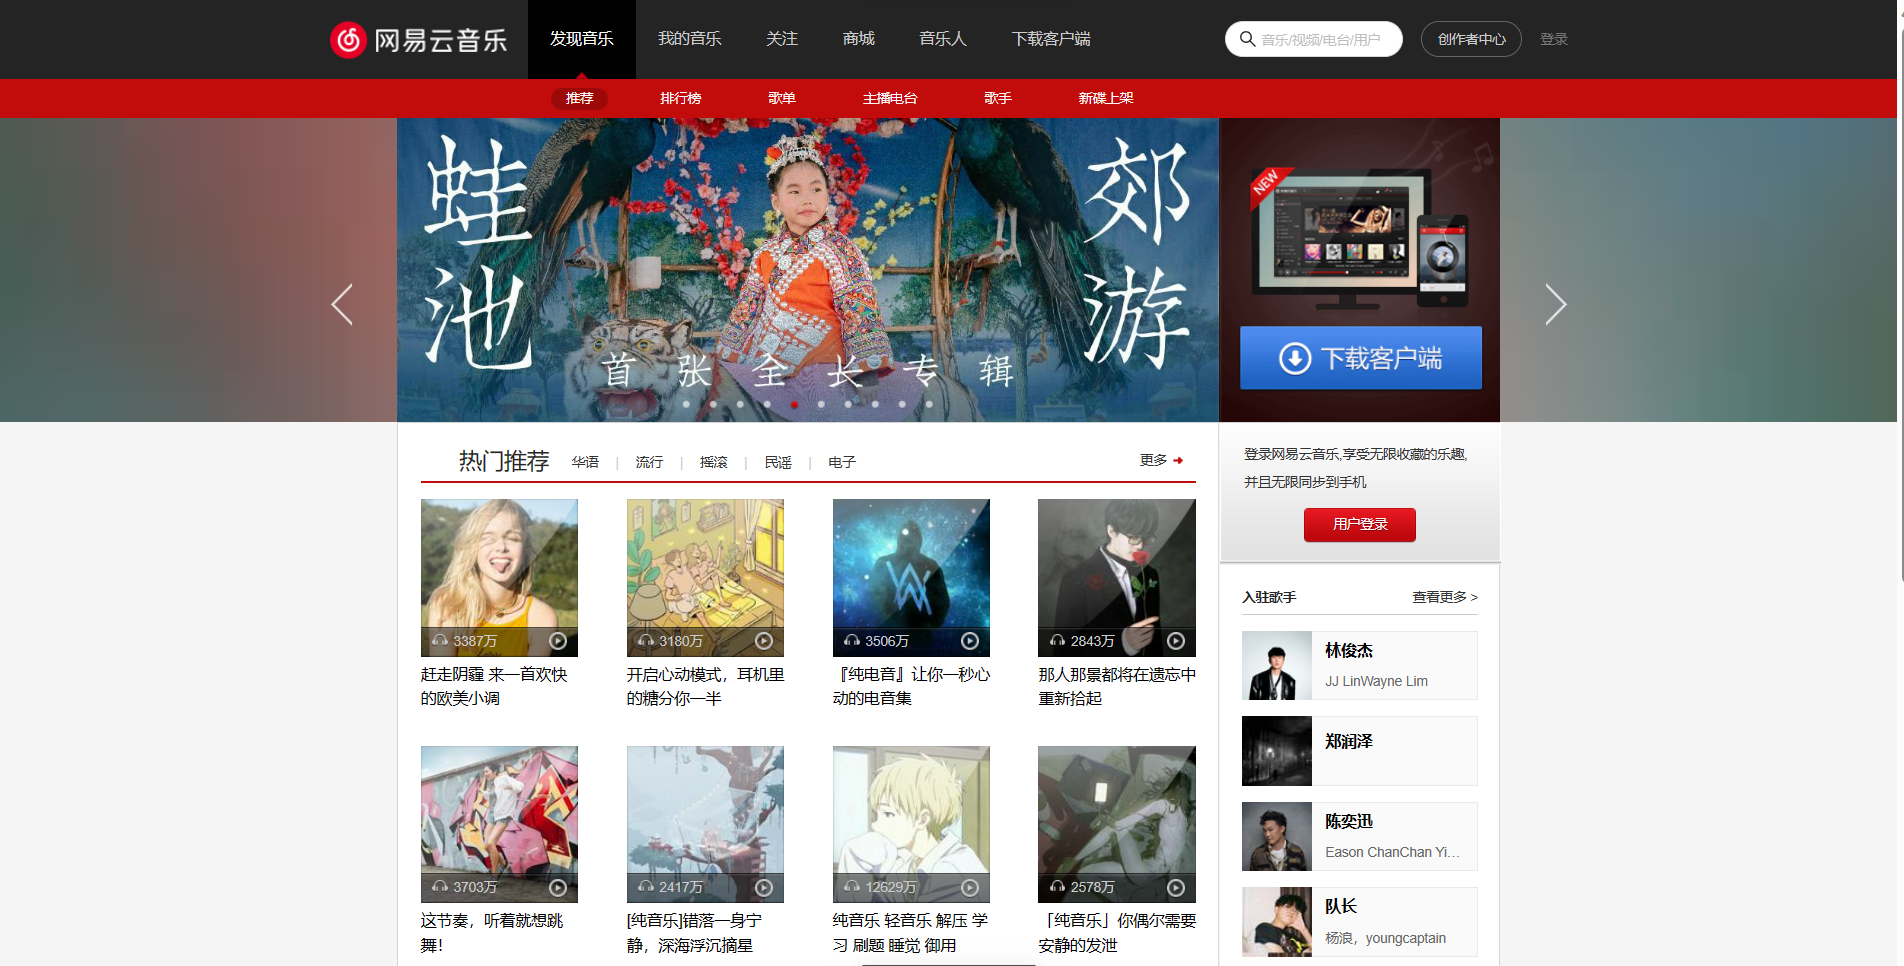 网易云音乐
发现音乐
我的音乐
关注
商城
音乐人
下载客户端
音乐/视频/电台/用户
创作者中心
登录
推荐
排行榜
歌单
主播电台
歌手
新碟上架
蛙池
郊游
首张全长专辑
NEW
下载客户端
热门推荐
华语 | 流行 | 摇滚 | 民谣 | 电子
更多
登录网易云音乐,享受无限收藏的乐趣,
并且无限同步到手机
用户登录
3387万
3180万
3506万
2843万
赶走阴霾 来一首欢快
的欧美小调
开启心动模式，耳机里
的糖分你一半
『纯电音』让你一秒心
动的电音集
那人那景都将在遗忘中
重新拾起
3703万
2417万
12629万
2578万
这节奏，听着就想跳
舞！
[纯音乐]错落一身宁
静，深海浮沉摘星
纯音乐 轻音乐 解压 学
习 刷题 睡觉 御用
「纯音乐」你偶尔需要
安静的发泄
入驻歌手
查看更多 >
林俊杰
JJ LinWayne Lim
郑润泽
陈奕迅
Eason ChanChan Yi...
队长
杨浪，youngcaptain